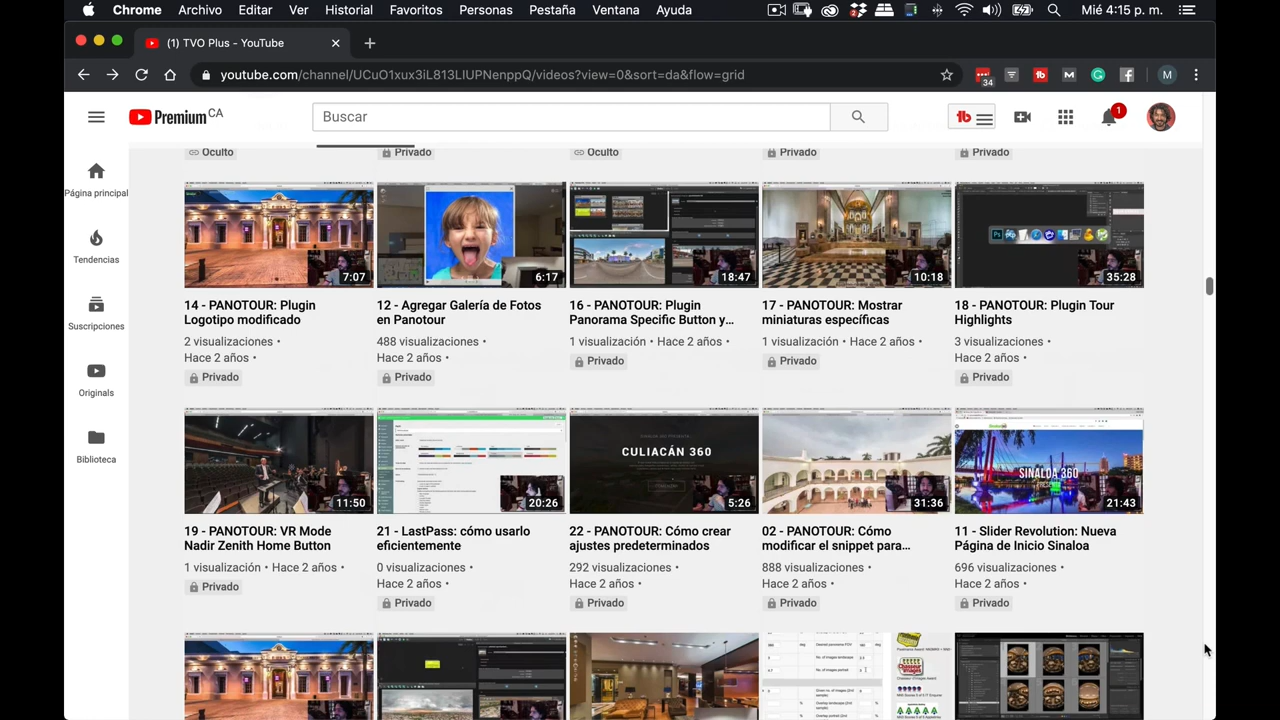 Chrome Archivo Editar Ver Historial Favoritos Personas Pestaña Ventana Ayuda Mié 4:15 p. m.
(1) TVO Plus - YouTube
youtube.com/channel/UCuO1xux3iL813LIUPNenppQ/videos?view=0&sort=da&flow=grid 34 M
Premium CA Buscar 1
Oculto Privado Oculto Privado Privado
Página principal
Tendencias
Suscripciones
Originals
Biblioteca
7:07 6:17 18:47 10:18 35:28
14 - PANOTOUR: Plugin
Logotipo modificado
2 visualizaciones •
Hace 2 años •
Privado
12 - Agregar Galería de Fotos
en Panotour
488 visualizaciones •
Hace 2 años •
Privado
16 - PANOTOUR: Plugin
Panorama Specific Button y…
1 visualización • Hace 2 años •
Privado
17 - PANOTOUR: Mostrar
miniaturas específicas
1 visualización • Hace 2 años •
Privado
18 - PANOTOUR: Plugin Tour
Highlights
3 visualizaciones •
Hace 2 años •
Privado
11:50 20:26 CULIACÁN 360 5:26 31:36 SINALOA 360 21:43
19 - PANOTOUR: VR Mode
Nadir Zenith Home Button
1 visualización • Hace 2 años •
Privado
21 - LastPass: cómo usarlo
eficientemente
0 visualizaciones •
Hace 2 años •
Privado
22 - PANOTOUR: Cómo crear
ajustes predeterminados
292 visualizaciones •
Hace 2 años •
Privado
02 - PANOTOUR: Cómo
modificar el snippet para…
888 visualizaciones •
Hace 2 años •
Privado
11 - Slider Revolution: Nueva
Página de Inicio Sinaloa
696 visualizaciones •
Hace 2 años •
Privado